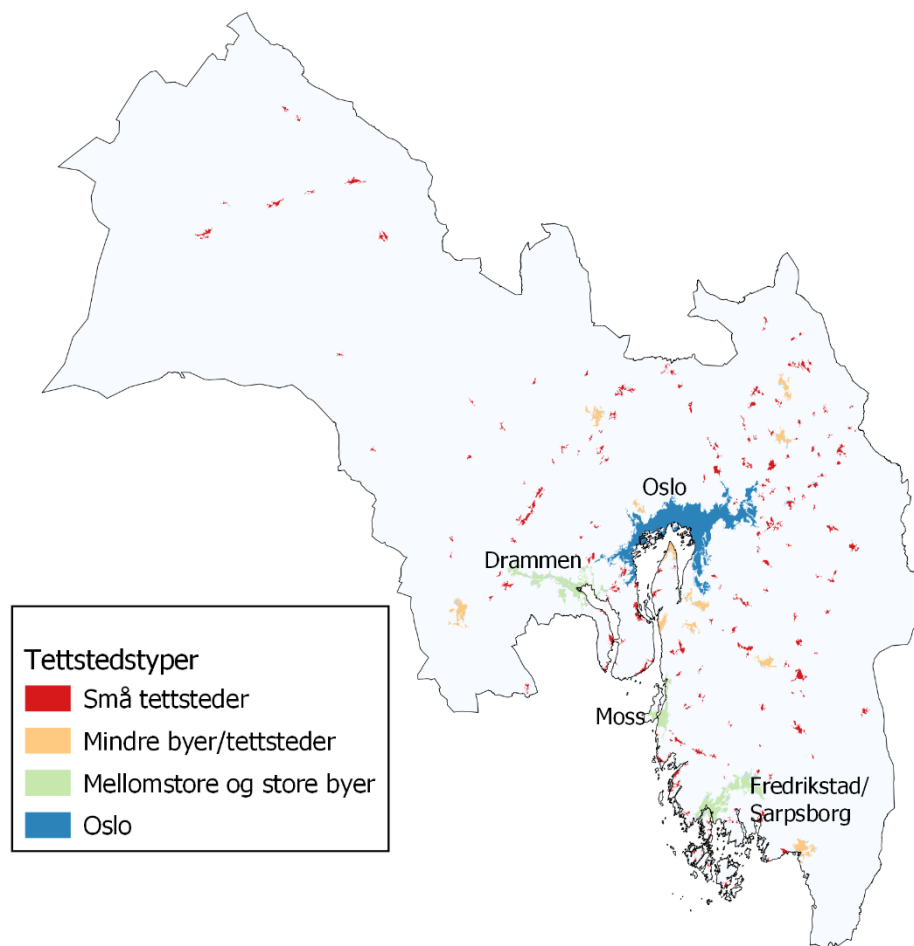 Oslo
Drammen
Moss
Fredrikstad/
Sarpsborg
Tettstedstyper
Små tettsteder
Mindre byer/tettsteder
Mellomstore og store byer
Oslo